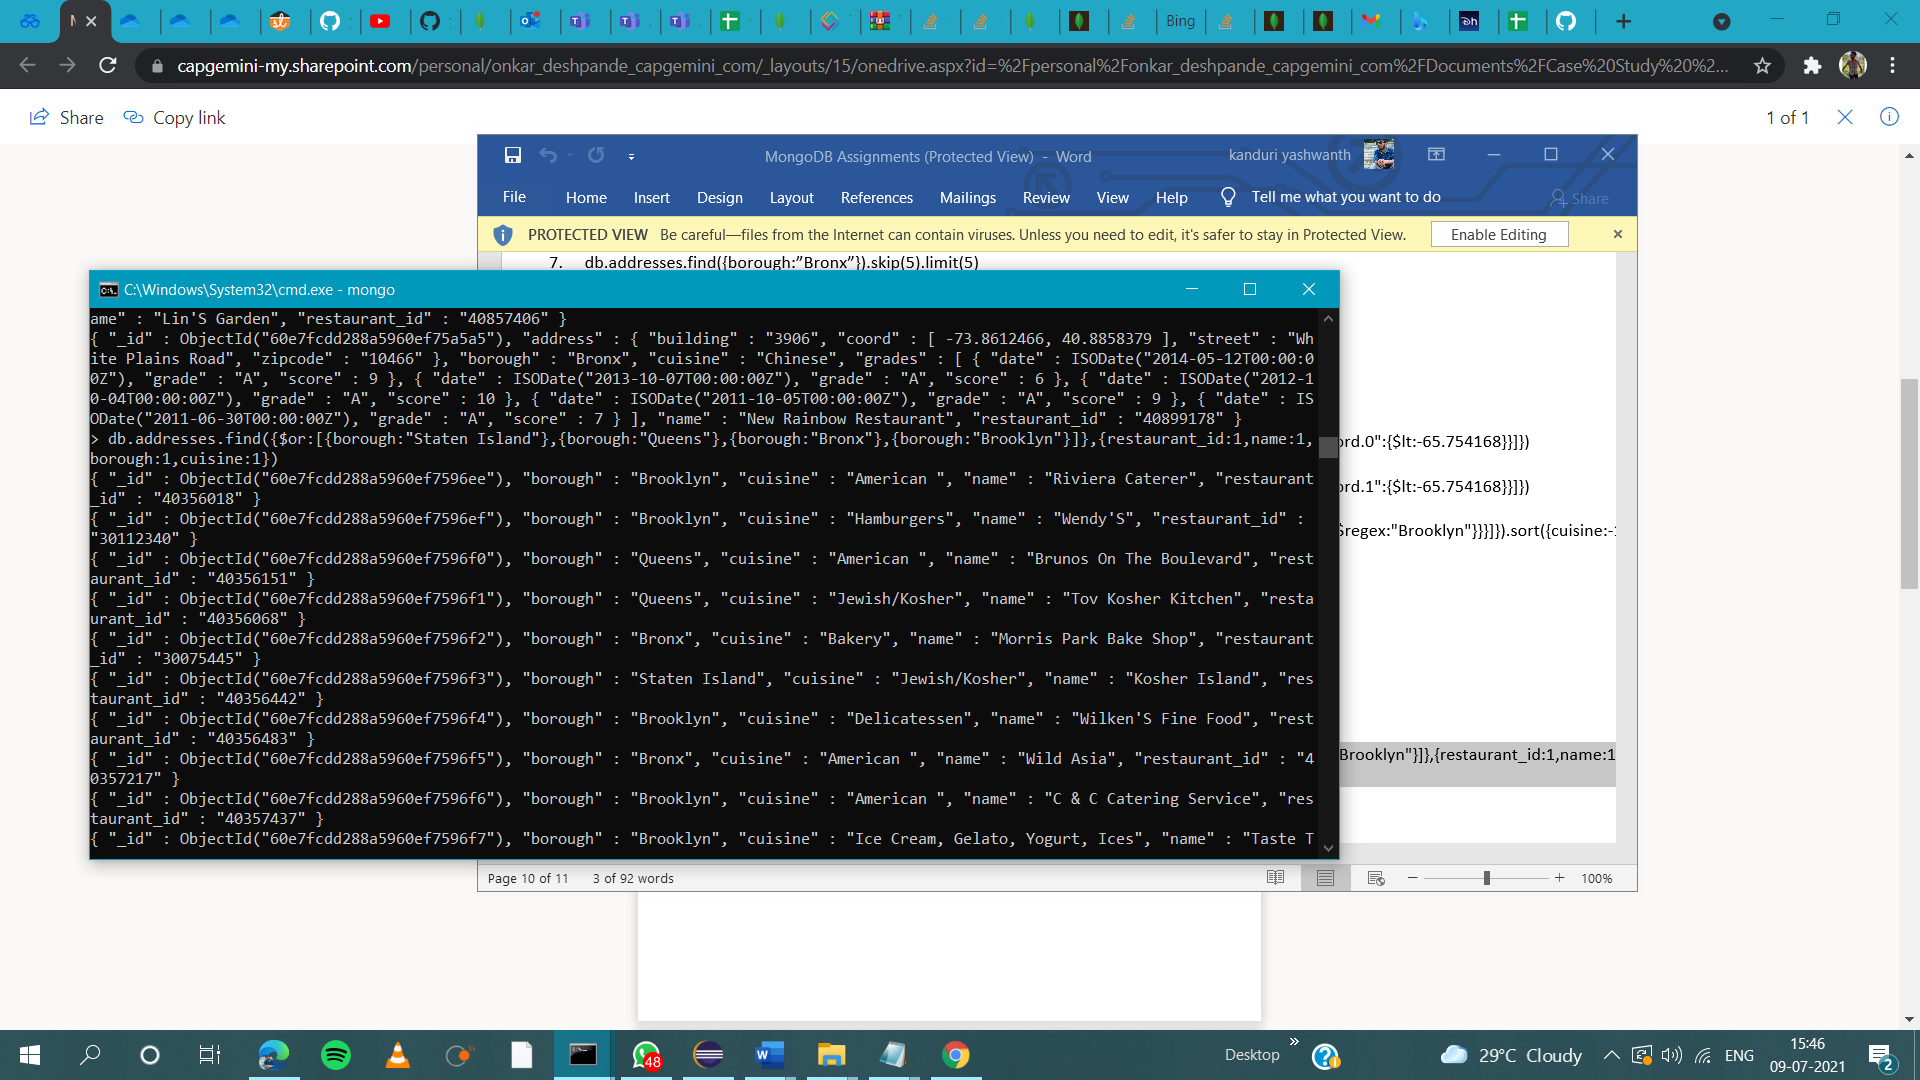 Bing
capgemini-my.sharepoint.com/personal/onkar_deshpande_capgemini_com/_layouts/15/onedrive.aspx?id=%2Fpersonal%2Fonkar_deshpande_capgemini_com%2FDocuments%2FCase%20Study%20%2...
Share Copy link 1 of 1
MongoDB Assignments (Protected View) - Word kanduri yashwanth
File Home Insert Design Layout References Mailings Review View Help Tell me what you want to do Share
PROTECTED VIEW Be careful—files from the Internet can contain viruses. Unless you need to edit, it's safer to stay in Protected View. Enable Editing
7. db.addresses.find({borough:”Bronx”}).skip(5).limit(5)
C:\Windows\System32\cmd.exe - mongo
ame" : "Lin'S Garden", "restaurant_id" : "40857406" }
{ "_id" : ObjectId("60e7fcdd288a5960ef75a5a5"), "address" : { "building" : "3906", "coord" : [ -73.8612466, 40.8858379 ], "street" : "Wh
ite Plains Road", "zipcode" : "10466" }, "borough" : "Bronx", "cuisine" : "Chinese", "grades" : [ { "date" : ISODate("2014-05-12T00:00:0
0Z"), "grade" : "A", "score" : 9 }, { "date" : ISODate("2013-10-07T00:00:00Z"), "grade" : "A", "score" : 6 }, { "date" : ISODate("2012-1
0-04T00:00:00Z"), "grade" : "A", "score" : 10 }, { "date" : ISODate("2011-10-05T00:00:00Z"), "grade" : "A", "score" : 9 }, { "date" : IS
ODate("2011-06-30T00:00:00Z"), "grade" : "A", "score" : 7 } ], "name" : "New Rainbow Restaurant", "restaurant_id" : "40899178" }
> db.addresses.find({$or:[{borough:"Staten Island"},{borough:"Queens"},{borough:"Bronx"},{borough:"Brooklyn"}]},{restaurant_id:1,name:1,
borough:1,cuisine:1})
{ "_id" : ObjectId("60e7fcdd288a5960ef7596ee"), "borough" : "Brooklyn", "cuisine" : "American ", "name" : "Riviera Caterer", "restaurant
_id" : "40356018" }
{ "_id" : ObjectId("60e7fcdd288a5960ef7596ef"), "borough" : "Brooklyn", "cuisine" : "Hamburgers", "name" : "Wendy'S", "restaurant_id" :
"30112340" }
{ "_id" : ObjectId("60e7fcdd288a5960ef7596f0"), "borough" : "Queens", "cuisine" : "American ", "name" : "Brunos On The Boulevard", "rest
aurant_id" : "40356151" }
{ "_id" : ObjectId("60e7fcdd288a5960ef7596f1"), "borough" : "Queens", "cuisine" : "Jewish/Kosher", "name" : "Tov Kosher Kitchen", "resta
urant_id" : "40356068" }
{ "_id" : ObjectId("60e7fcdd288a5960ef7596f2"), "borough" : "Bronx", "cuisine" : "Bakery", "name" : "Morris Park Bake Shop", "restaurant
_id" : "30075445" }
{ "_id" : ObjectId("60e7fcdd288a5960ef7596f3"), "borough" : "Staten Island", "cuisine" : "Jewish/Kosher", "name" : "Kosher Island", "res
taurant_id" : "40356442" }
{ "_id" : ObjectId("60e7fcdd288a5960ef7596f4"), "borough" : "Brooklyn", "cuisine" : "Delicatessen", "name" : "Wilken'S Fine Food", "rest
aurant_id" : "40356483" }
{ "_id" : ObjectId("60e7fcdd288a5960ef7596f5"), "borough" : "Bronx", "cuisine" : "American ", "name" : "Wild Asia", "restaurant_id" : "4
0357217" }
{ "_id" : ObjectId("60e7fcdd288a5960ef7596f6"), "borough" : "Brooklyn", "cuisine" : "American ", "name" : "C & C Catering Service", "res
taurant_id" : "40357437" }
{ "_id" : ObjectId("60e7fcdd288a5960ef7596f7"), "borough" : "Brooklyn", "cuisine" : "Ice Cream, Gelato, Yogurt, Ices", "name" : "Taste T
ord.0":{$lt:-65.754168}}]})
ord.1":{$lt:-65.754168}}]})
$regex:"Brooklyn"}}}]}).sort({cuisine:-1
Brooklyn"}]},{restaurant_id:1,name:1
Page 10 of 11 3 of 92 words 100%
48
Desktop 29°C Cloudy ENG
15:46
09-07-2021
2